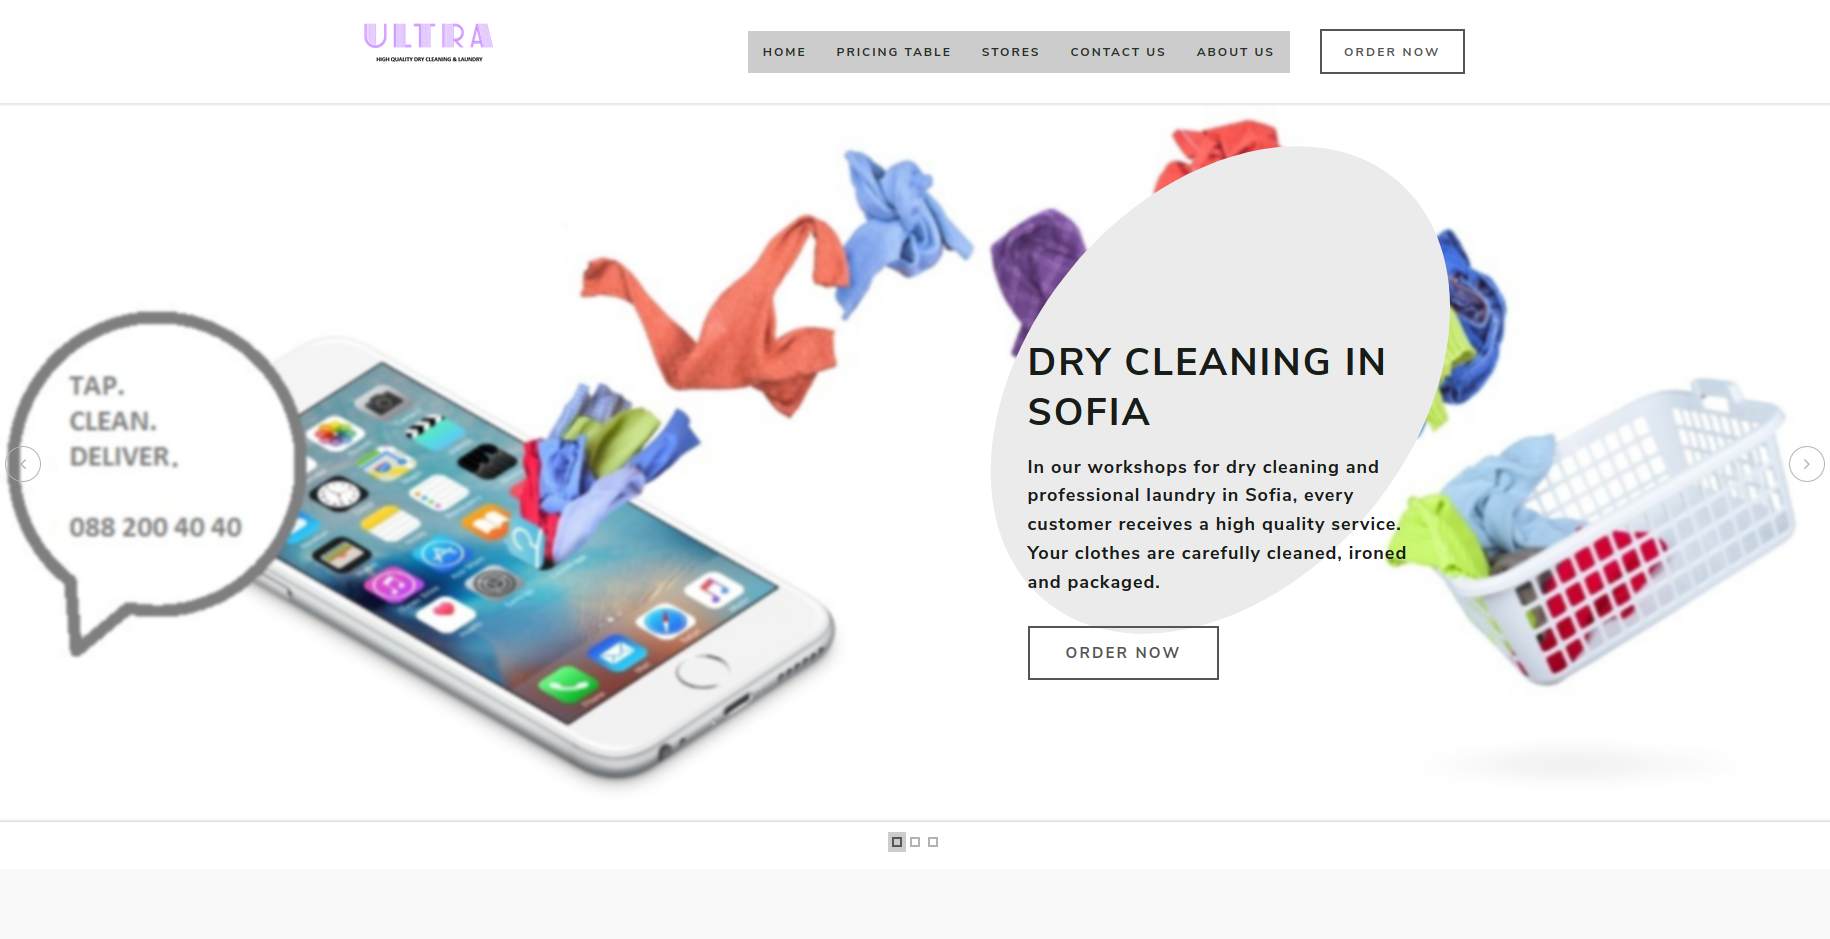 ULTRA
HIGH QUALITY DRY CLEANING & LAUNDRY
HOME PRICING TABLE STORES CONTACT US ABOUT US
ORDER NOW
TAP.
CLEAN.
DELIVER.
088 200 40 40
DRY CLEANING IN
SOFIA
In our workshops for dry cleaning and
professional laundry in Sofia, every
customer receives a high quality service.
Your clothes are carefully cleaned, ironed
and packaged.
ORDER NOW